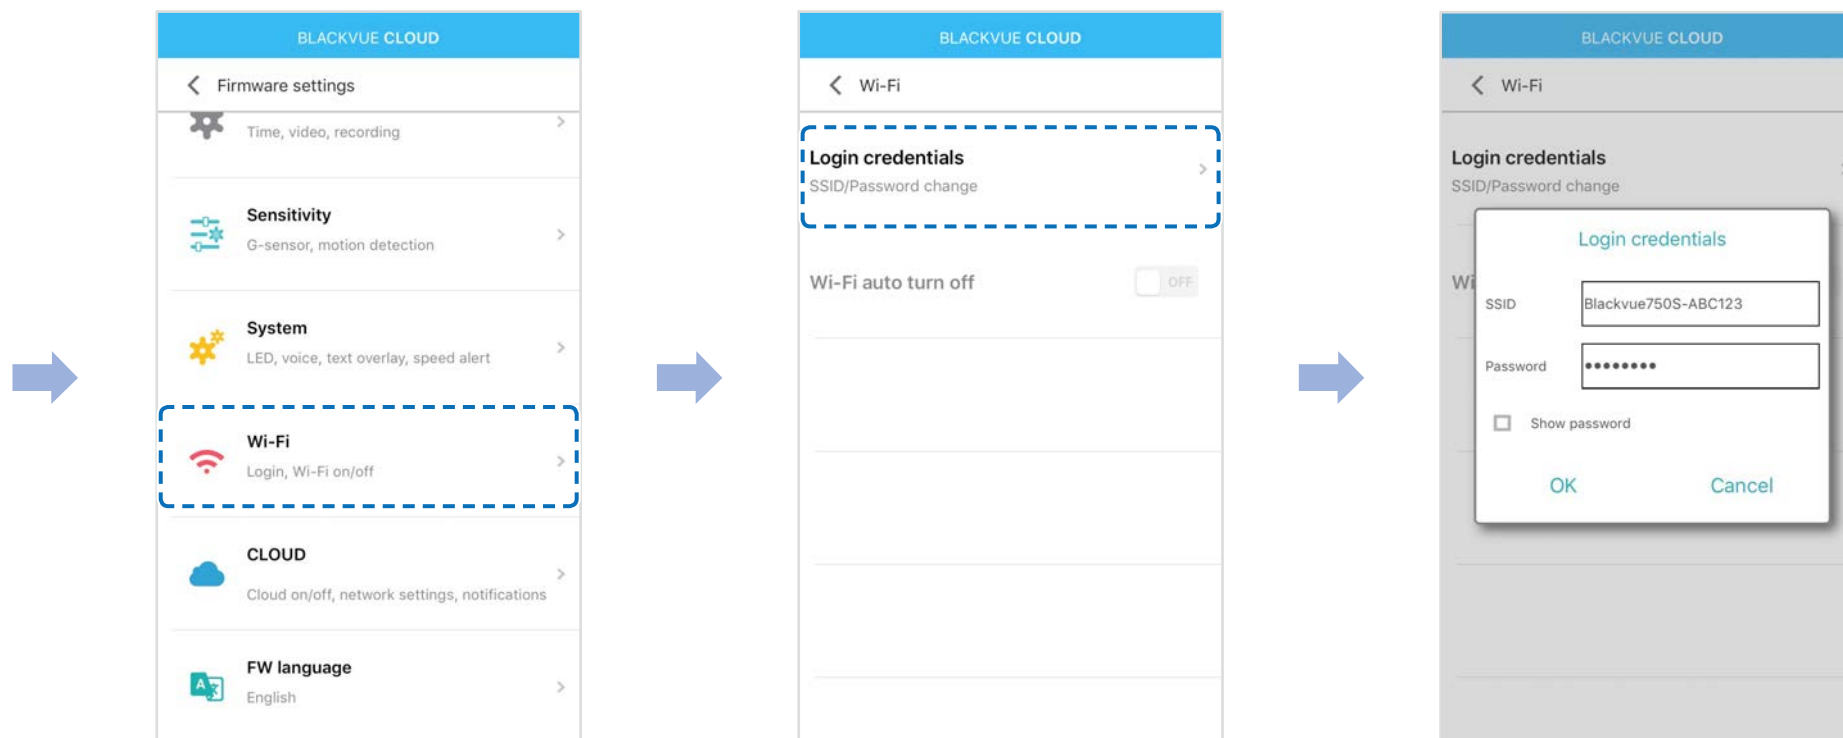 BLACKVUE CLOUD
Firmware settings
Time, video, recording
Sensitivity
G-sensor, motion detection
System
LED, voice, text overlay, speed alert
Wi-Fi
Login, Wi-Fi on/off
CLOUD
Cloud on/off, network settings, notifications
FW language
English
BLACKVUE CLOUD
Wi-Fi
Login credentials
SSID/Password change
Wi-Fi auto turn off
OFF
BLACKVUE CLOUD
Wi-Fi
Login credentials
SSID/Password change
Wi
Login credentials
SSID
Blackvue750S-ABC123
Password
••••••••
Show password
OK
Cancel